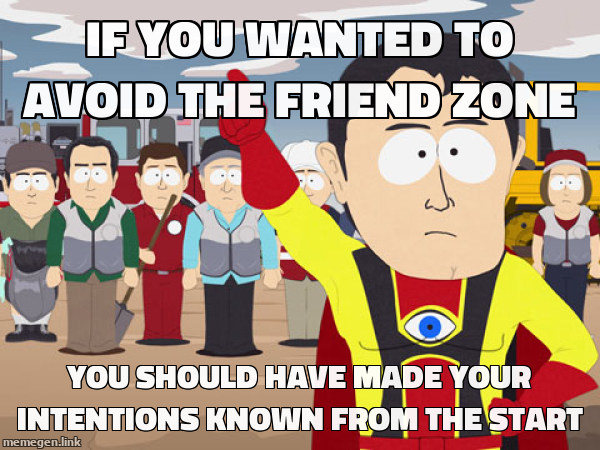 IF YOU WANTED TO
AVOID THE FRIEND ZONE
YOU SHOULD HAVE MADE YOUR
INTENTIONS KNOWN FROM THE START
memegen.link